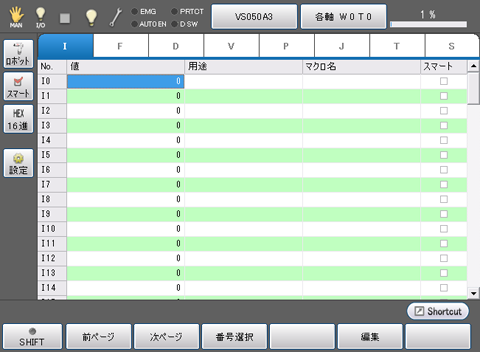 MAN
I/O
EMG
PRTCT
AUTO EN
D SW
VS050A3
各軸 W 0 T 0
1 %
ロボット
スマート
HEX
16進
設定
I F D V P J T S
No. 値 用途 マクロ名 スマート
I0 0
I1 0
I2 0
I3 0
I4 0
I5 0
I6 0
I7 0
I8 0
I9 0
I10 0
I11 0
I12 0
I13 0
I14 0
Shortcut
SHIFT
前ページ
次ページ
番号選択
編集